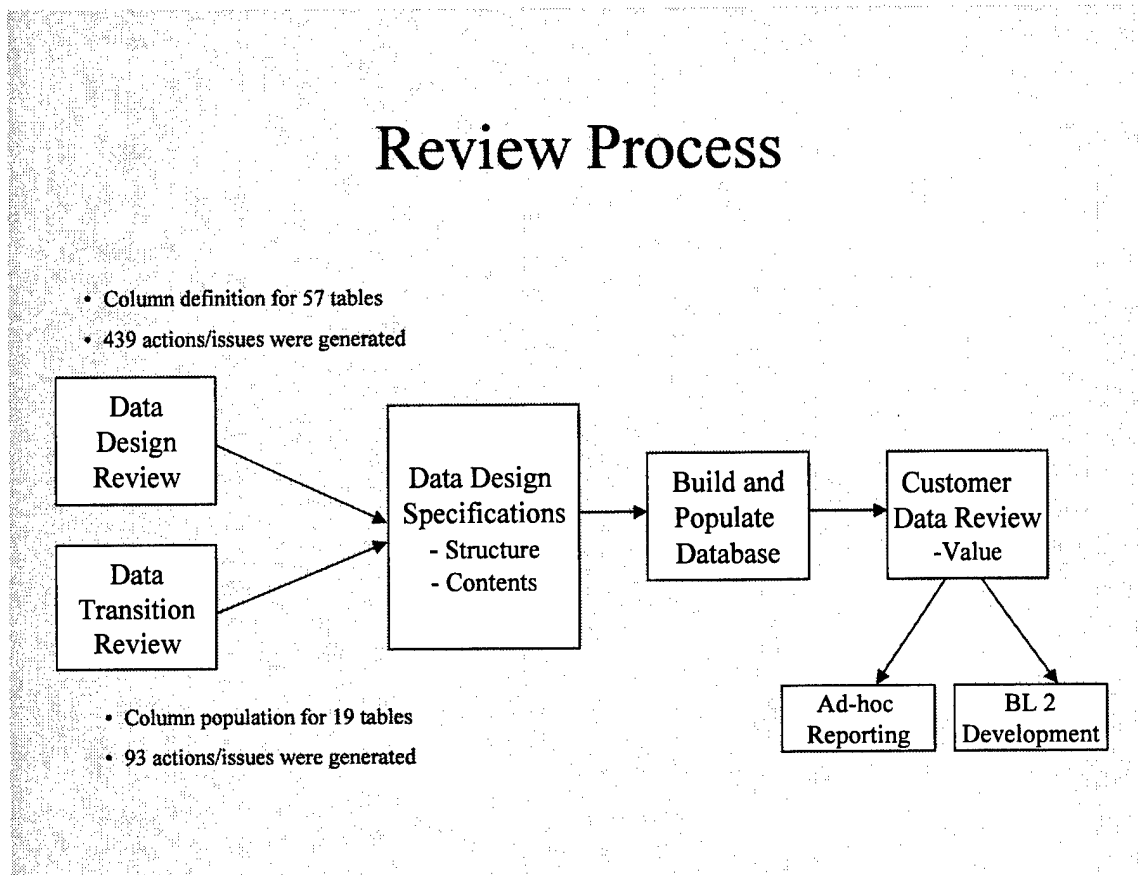 Review Process
• Column definition for 57 tables
• 439 actions/issues were generated
Data
Design
Review
Data
Transition
Review
Data Design
Specifications
- Structure
- Contents
Build and
Populate
Database
Customer
Data Review
-Value
Ad-hoc
Reporting
BL 2
Development
• Column population for 19 tables
• 93 actions/issues were generated